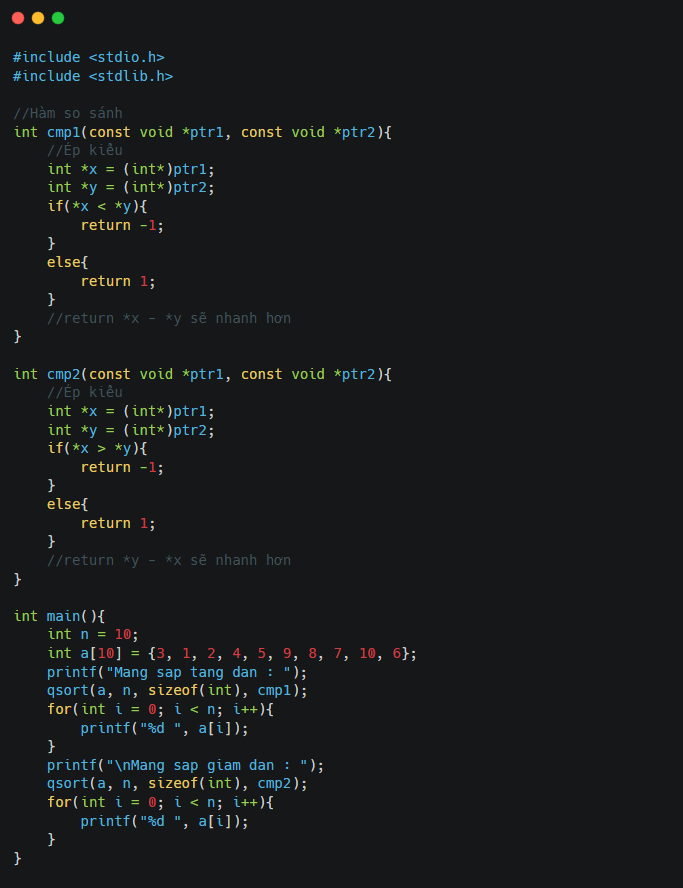 #include <stdio.h>
#include <stdlib.h>

//Hàm so sánh
int cmp1(const void *ptr1, const void *ptr2){
    //Ép kiểu
    int *x = (int*)ptr1;
    int *y = (int*)ptr2;
    if(*x < *y){
        return -1;
    }
    else{
        return 1;
    }
    //return *x - *y sẽ nhanh hơn
}

int cmp2(const void *ptr1, const void *ptr2){
    //Ép kiểu
    int *x = (int*)ptr1;
    int *y = (int*)ptr2;
    if(*x > *y){
        return -1;
    }
    else{
        return 1;
    }
    //return *y - *x sẽ nhanh hơn
}

int main(){
    int n = 10;
    int a[10] = {3, 1, 2, 4, 5, 9, 8, 7, 10, 6};
    printf("Mang sap tang dan : ");
    qsort(a, n, sizeof(int), cmp1);
    for(int i = 0; i < n; i++){
        printf("%d ", a[i]);
    }
    printf("\nMang sap giam dan : ");
    qsort(a, n, sizeof(int), cmp2);
    for(int i = 0; i < n; i++){
        printf("%d ", a[i]);
    }
}